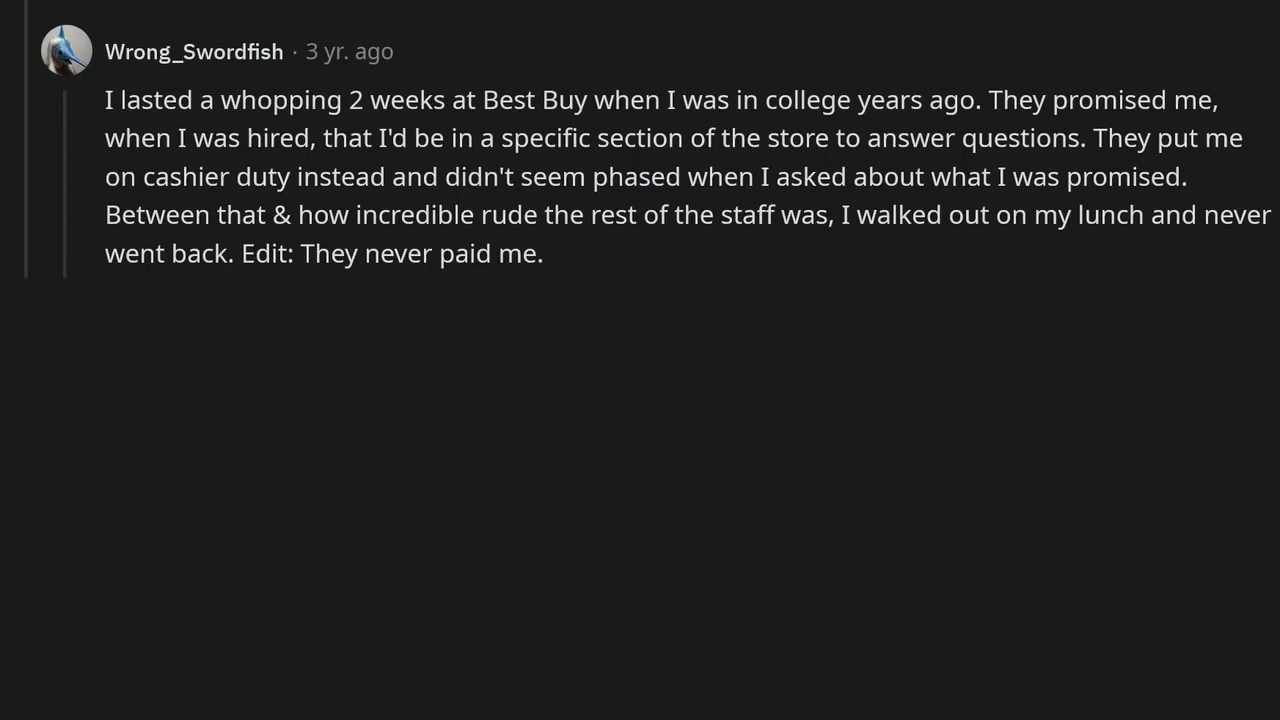 Wrong_Swordfish · 3 yr. ago
I lasted a whopping 2 weeks at Best Buy when I was in college years ago. They promised me,
when I was hired, that I'd be in a specific section of the store to answer questions. They put me
on cashier duty instead and didn't seem phased when I asked about what I was promised.
Between that & how incredible rude the rest of the staff was, I walked out on my lunch and never
went back. Edit: They never paid me.